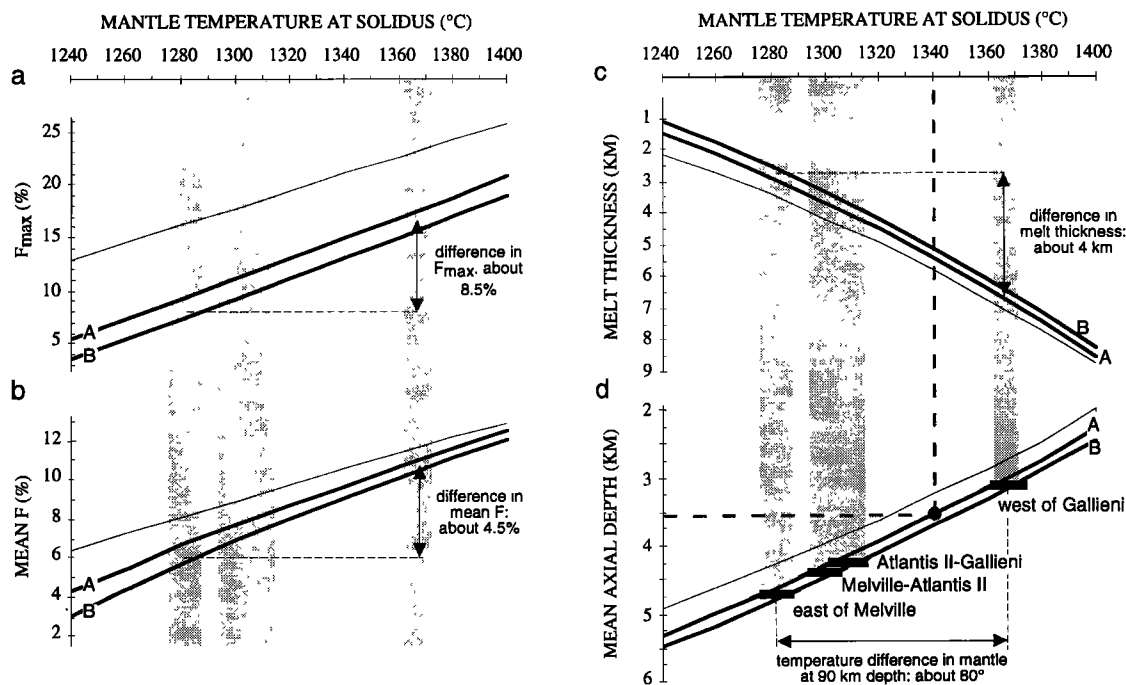 MANTLE TEMPERATURE AT SOLIDUS (°C)
1240 1260 1280 1300 1320 1340 1360 1380 1400
a
Fmax (%)
25
20
15
10
5
A
B
difference in
Fmax. about
8.5%
b
MEAN F (%)
12
10
8
6
4
2
A
B
difference in
mean F:
about 4.5%
MANTLE TEMPERATURE AT SOLIDUS (°C)
1240 1260 1280 1300 1320 1340 1360 1380 1400
c
MELT THICKNESS (KM)
1
2
3
4
5
6
7
8
9
difference in
melt thickness:
about 4 km
B
A
d
MEAN AXIAL DEPTH (KM)
2
3
4
5
6
A
B
west of Gallieni
Atlantis II-Gallieni
Melville-Atlantis II
east of Melville
temperature difference in mantle
at 90 km depth: about 80°